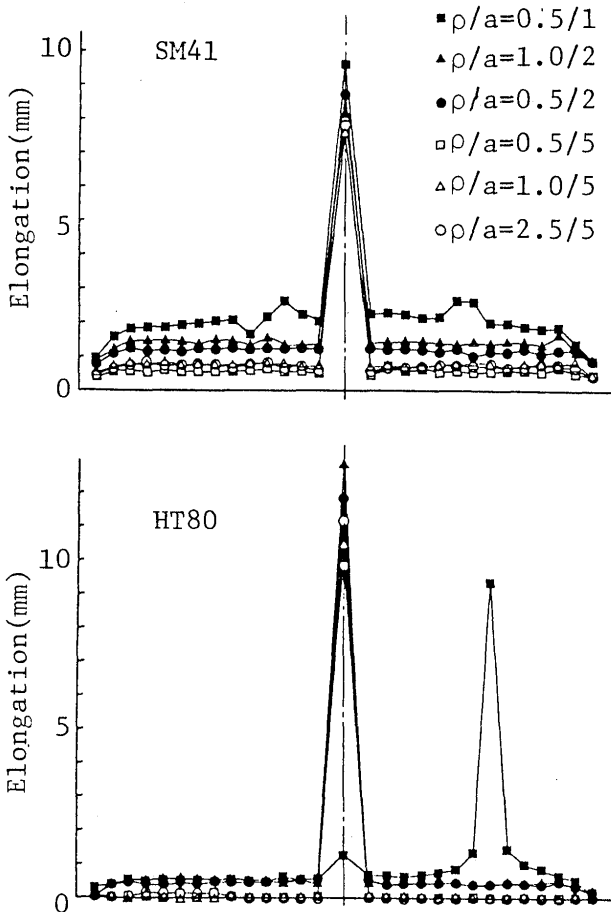 SM41
■ρ/a=0.5/1
▲ρ/a=1.0/2
●ρ/a=0.5/2
□ρ/a=0.5/5
△ρ/a=1.0/5
○ρ/a=2.5/5
10
5
0
Elongation(mm)
HT80
10
5
0
Elongation(mm)